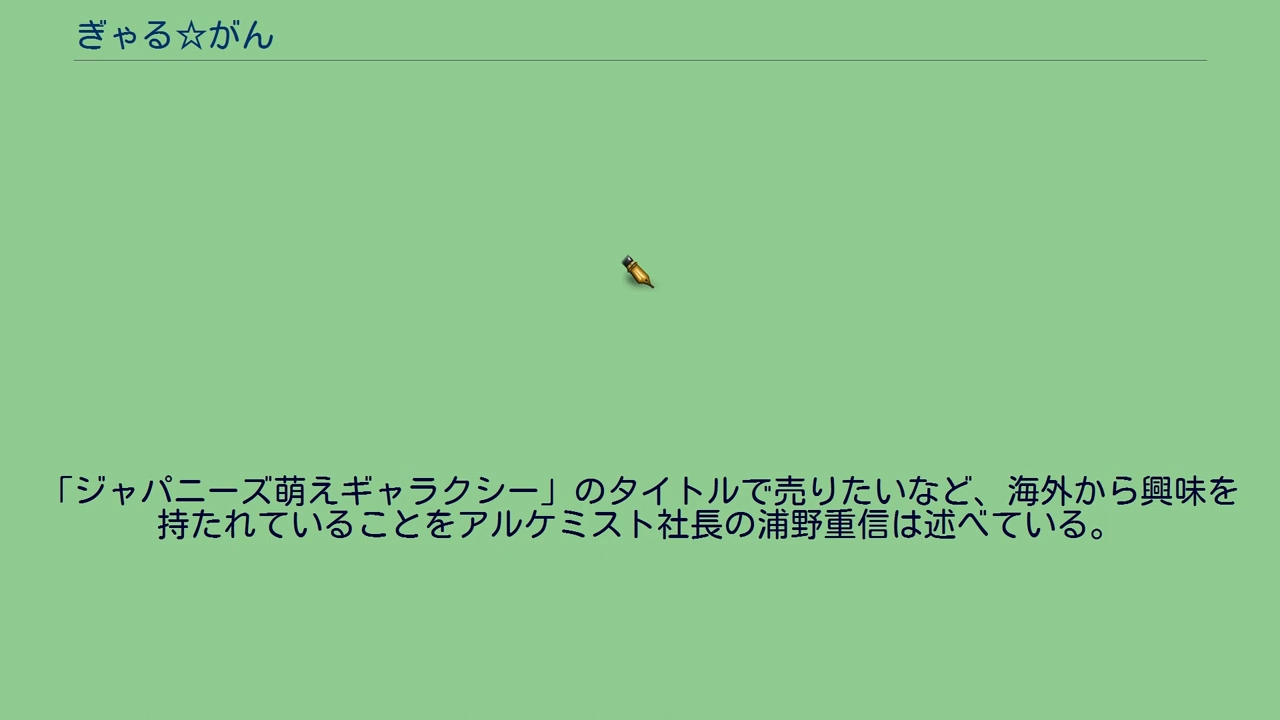 ぎゃる☆がん
「ジャパニーズ萌えギャラクシー」のタイトルで売りたいなど、海外から興味を
持たれていることをアルケミスト社長の浦野重信は述べている。